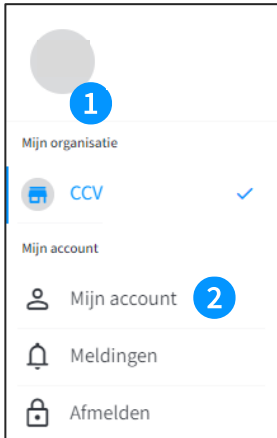 1
Mijn organisatie
CCV
Mijn account
Mijn account 2
Meldingen
Afmelden